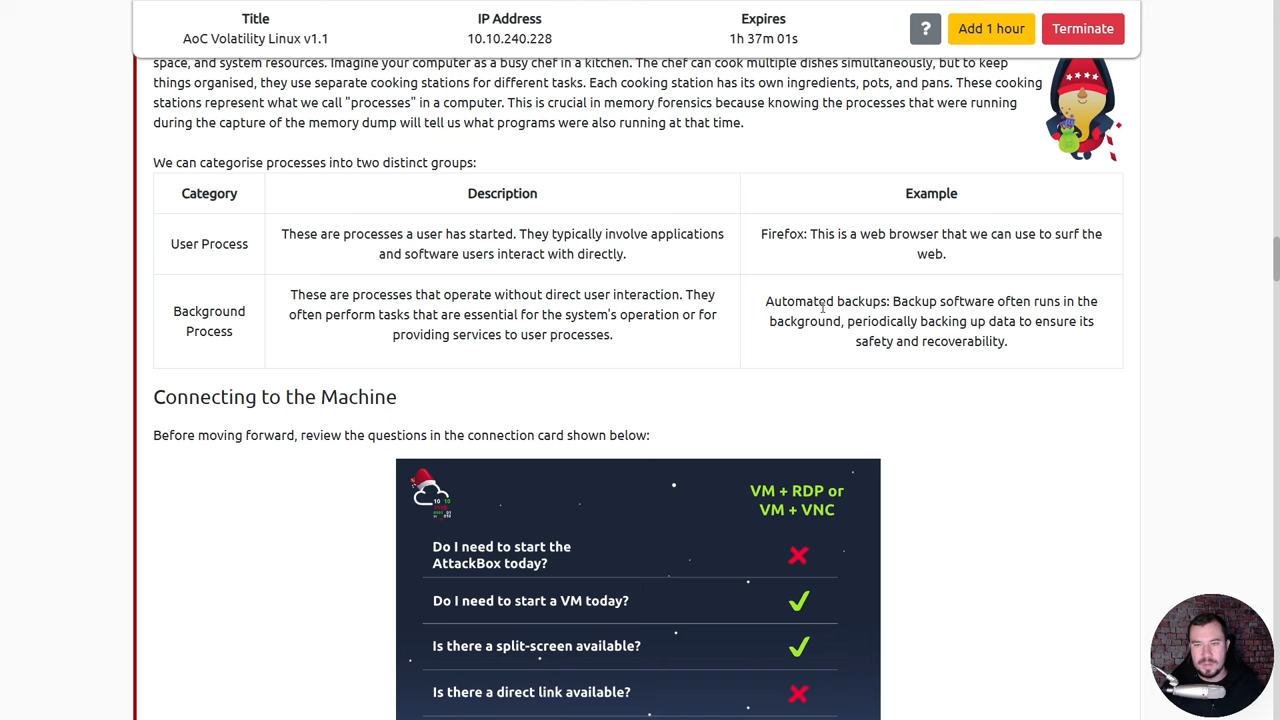 Title
AoC Volatility Linux v1.1
IP Address
10.10.240.228
Expires
1h 37m 01s
?
Add 1 hour
Terminate
space, and system resources. Imagine your computer as a busy chef in a kitchen. The chef can cook multiple dishes simultaneously, but to keep
things organised, they use separate cooking stations for different tasks. Each cooking station has its own ingredients, pots, and pans. These cooking
stations represent what we call "processes" in a computer. This is crucial in memory forensics because knowing the processes that were running
during the capture of the memory dump will tell us what programs were also running at that time.
We can categorise processes into two distinct groups:
Category
Description
Example
User Process
These are processes a user has started. They typically involve applications
and software users interact with directly.
Firefox: This is a web browser that we can use to surf the
web.
Background
Process
These are processes that operate without direct user interaction. They
often perform tasks that are essential for the system's operation or for
providing services to user processes.
Automated backups: Backup software often runs in the
background, periodically backing up data to ensure its
safety and recoverability.
Connecting to the Machine
Before moving forward, review the questions in the connection card shown below:
VM + RDP or
VM + VNC
Do I need to start the
AttackBox today?
Do I need to start a VM today?
Is there a split-screen available?
Is there a direct link available?